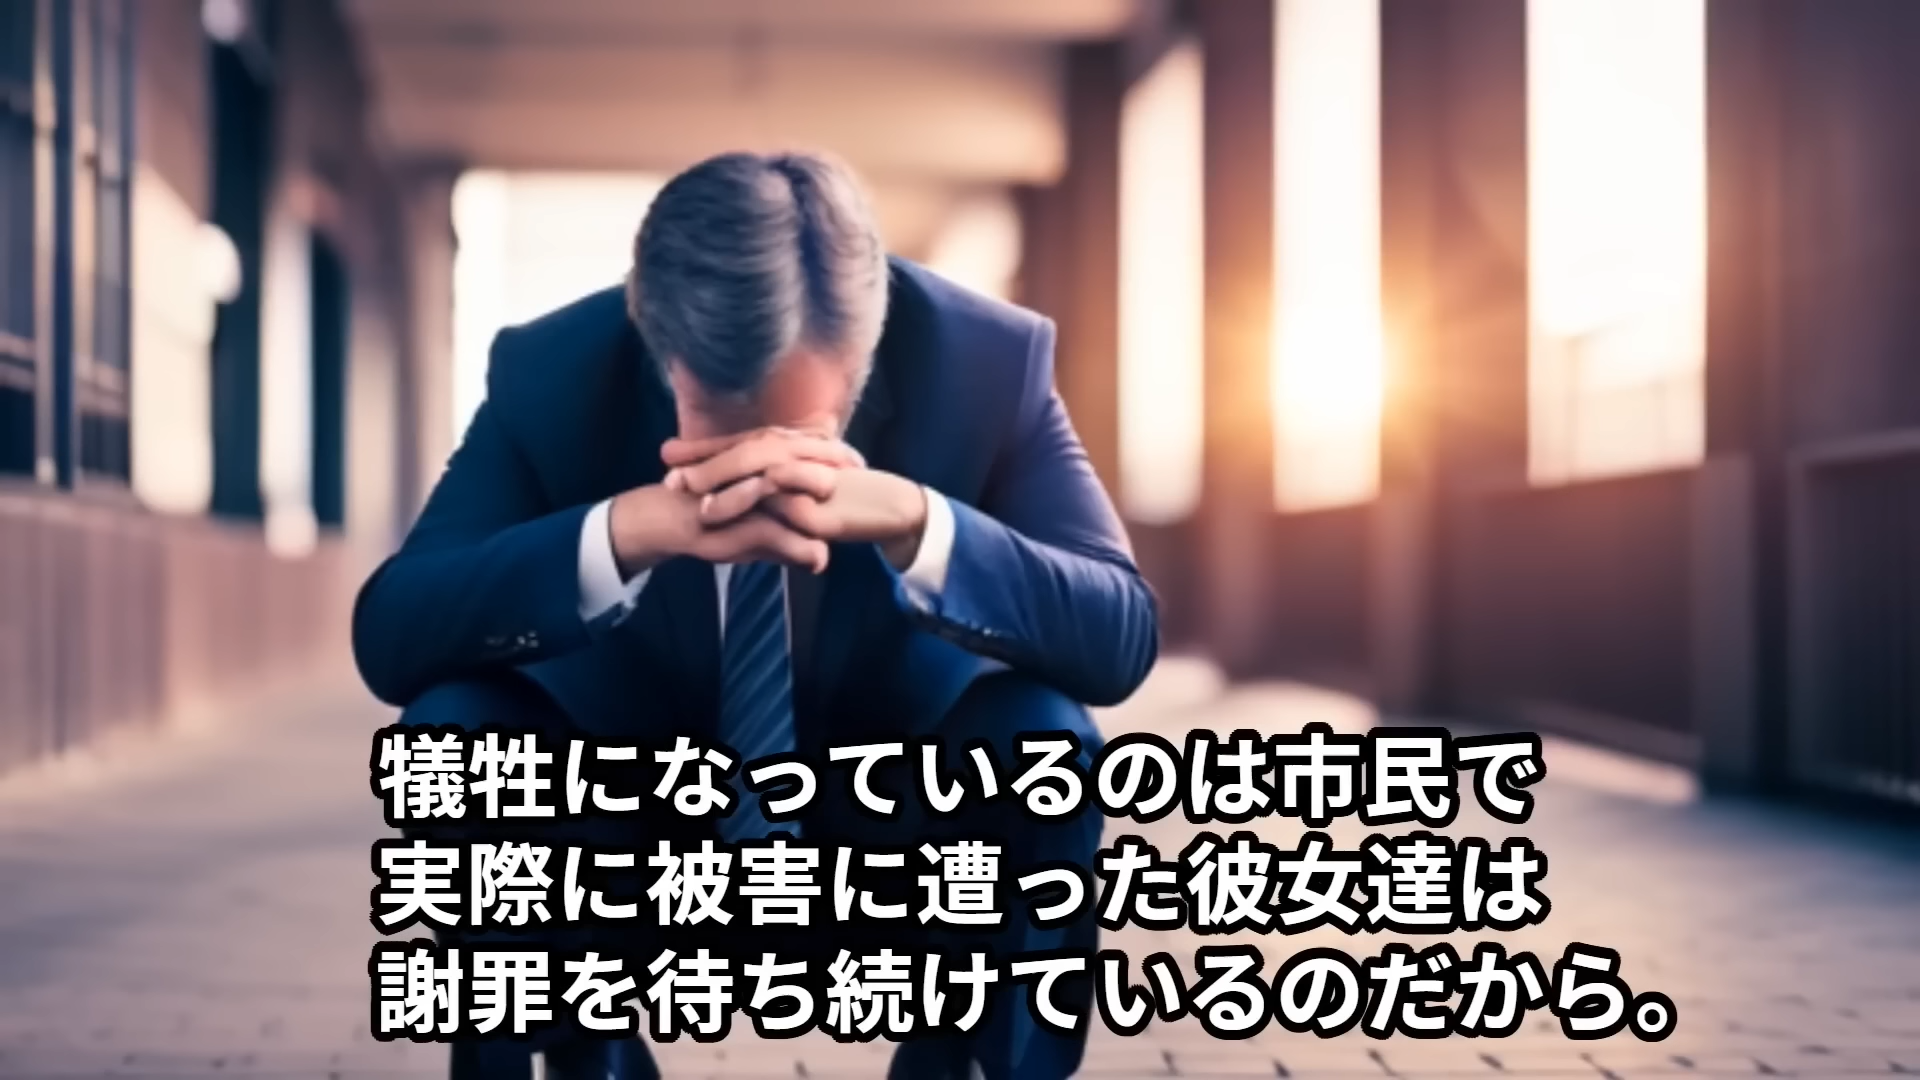 犠牲になっているのは市民で
実際に被害に遭った彼女達は
謝罪を待ち続けているのだから。